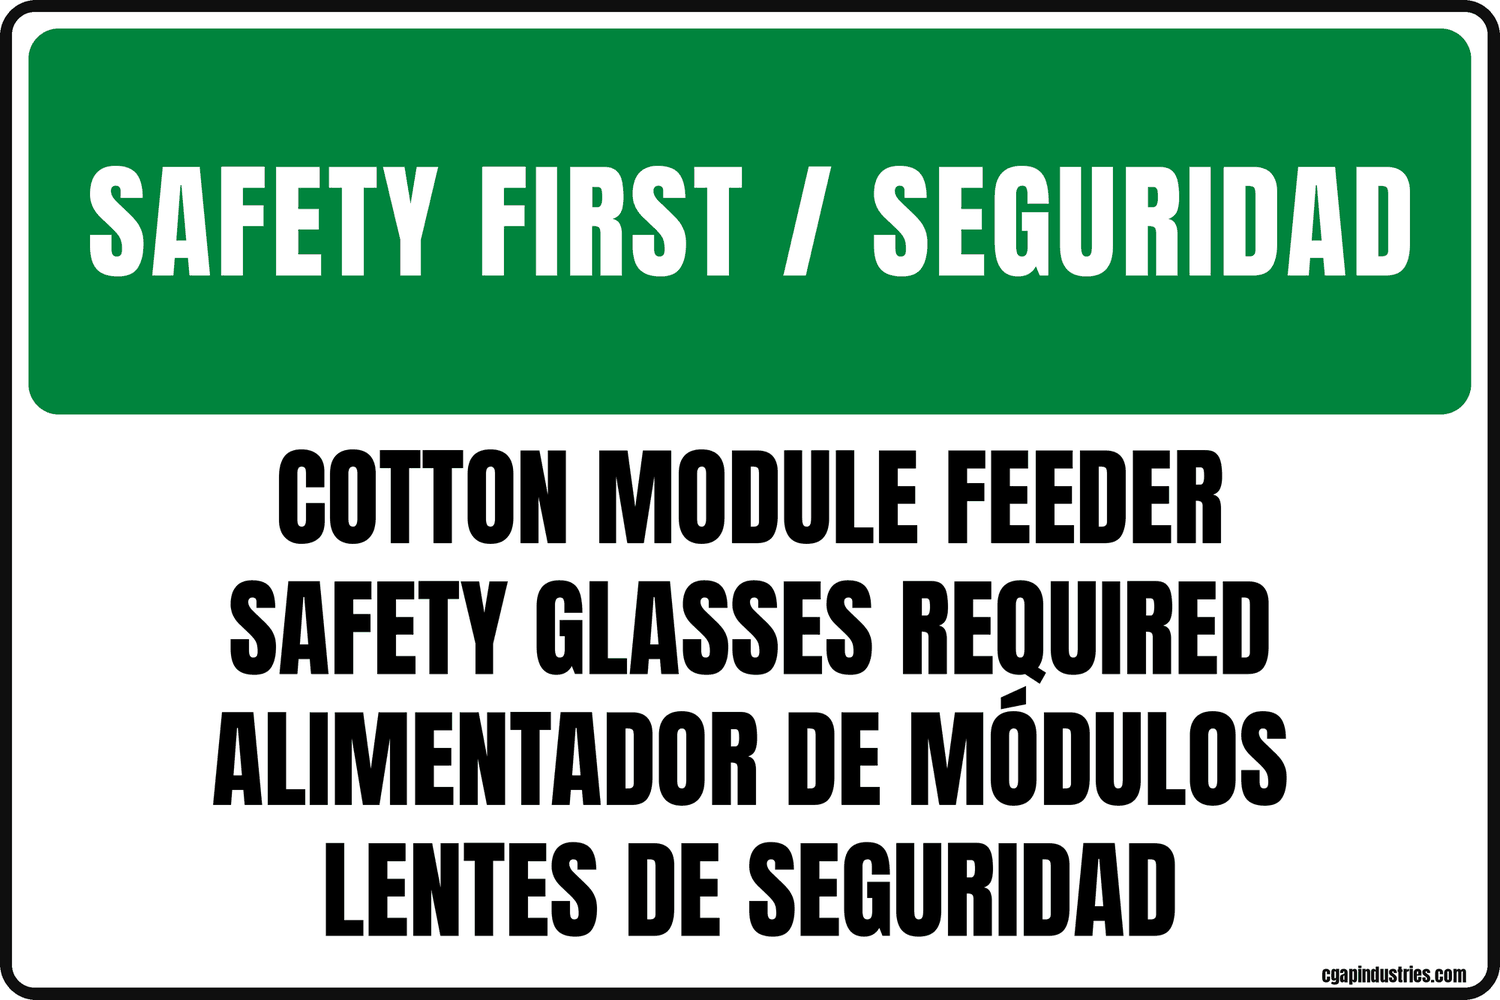 SAFETY FIRST / SEGURIDAD
COTTON MODULE FEEDER
SAFETY GLASSES REQUIRED
ALIMENTADOR DE MÓDULOS
LENTES DE SEGURIDAD
cgapindustries.com